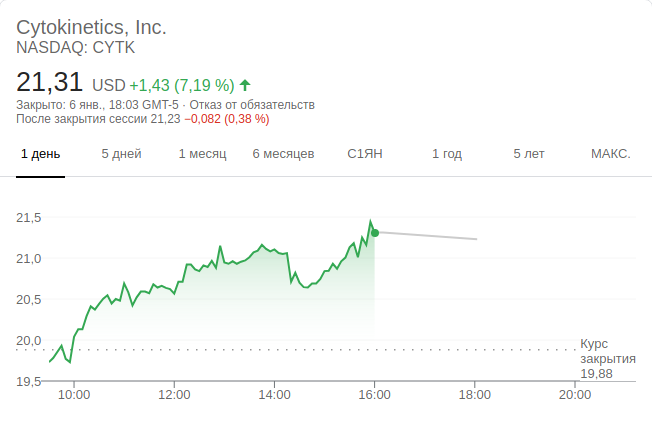 Cytokinetics, Inc.
NASDAQ: CYTK
21,31 USD +1,43 (7,19 %)
Закрыто: 6 янв., 18:03 GMT-5 · Отказ от обязательств
После закрытия сессии 21,23 −0,082 (0,38 %)
1 день 5 дней 1 месяц 6 месяцев С1ЯН 1 год 5 лет МАКС.
21,5
21,0
20,5
20,0
Курс
закрытия
19,88
19,5
10:00 12:00 14:00 16:00 18:00 20:00